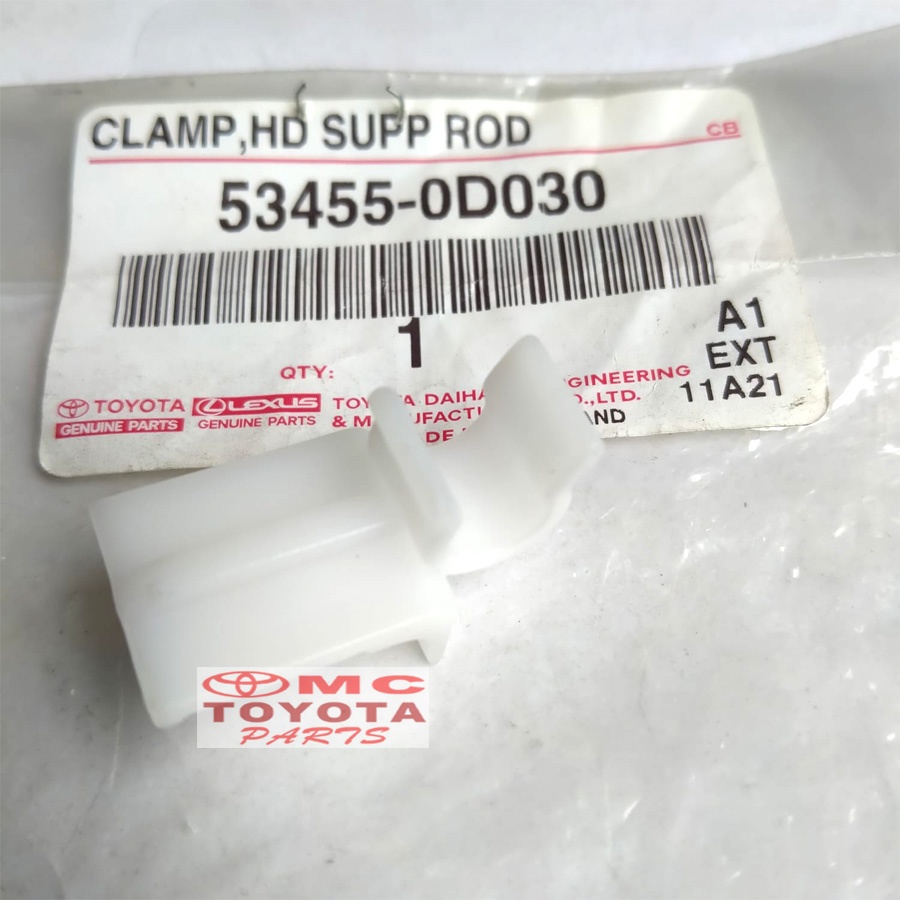 CLAMP,HD SUPP ROD
CB
53455-0D030
1
QTY:
A1
EXT
11A21
TOYOTA
GENUINE PARTS
LEXUS
GENUINE PARTS
TOYOTA ENGINEERING
& ,LTD.
MC
TOYOTA
PARTS